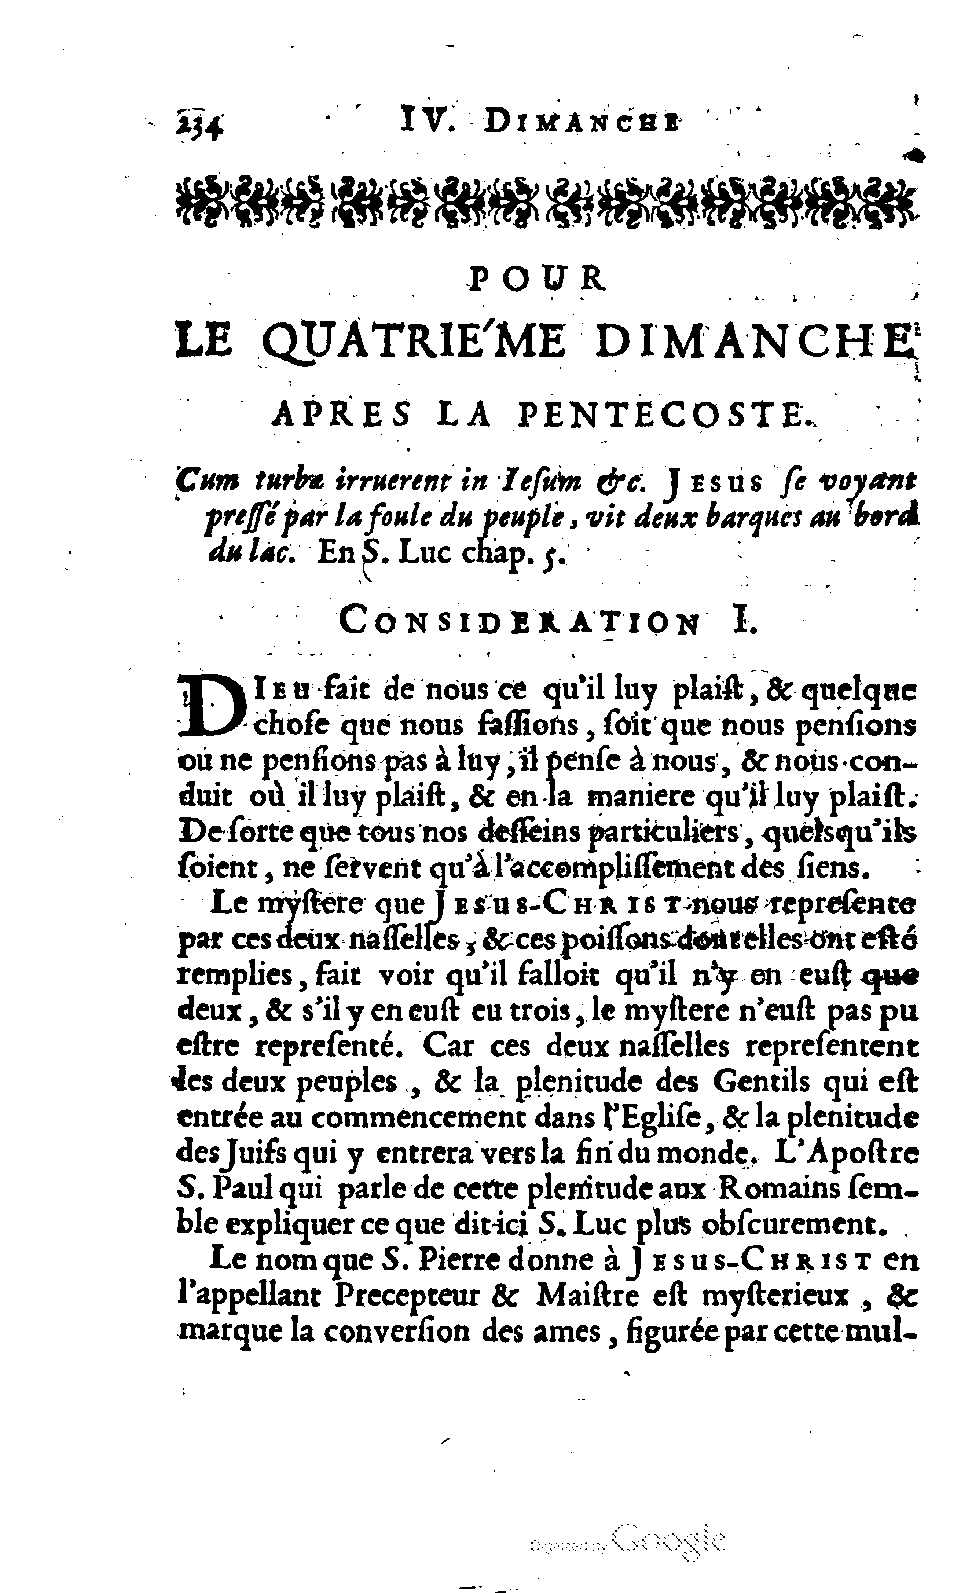 234 IV. DIMANCHE
POUR
LE QUATRIE'ME DIMANCHE
APRES LA PENTECOSTE.
Cum turbæ irruerent in Iesũm &c. JESUS ſe voyant
preſſé par la foule du peuple, vit deux barques au bord
du lac. En S. Luc chap. 5.
CONSIDERATION I.
DIEU fait de nous ce qu'il luy plaiſt, & quelque
choſe que nous faſſions, ſoit que nous penſions
ou ne penſions pas à luy, il penſe à nous, & nous con-
duit où il luy plaiſt, & en la maniere qu'il luy plaiſt.
De ſorte que tous nos deſſeins particuliers, quelsqu'ils
ſoient, ne ſervent qu'à l'accompliſſement des ſiens.
Le myſtere que JESUS-CHRIST nous repreſente
par ces deux naſſelles, & ces poiſſons dont elles ont eſté
remplies, fait voir qu'il falloit qu'il n'y en euſt que
deux, & s'il y en euſt eu trois, le myſtere n'euſt pas pu
eſtre repreſenté. Car ces deux naſſelles repreſentent
les deux peuples, & la plenitude des Gentils qui eſt
entrée au commencement dans l'Egliſe, & la plenitude
des Juifs qui y entrera vers la fin du monde. L'Apoſtre
S. Paul qui parle de cette plenitude aux Romains ſem-
ble expliquer ce que dit ici S. Luc plus obſcurement.
Le nom que S. Pierre donne à JESUS-CHRIST en
l'appellant Precepteur & Maiſtre eſt myſterieux, &
marque la converſion des ames, figurée par cette mul-
Digitized by Google